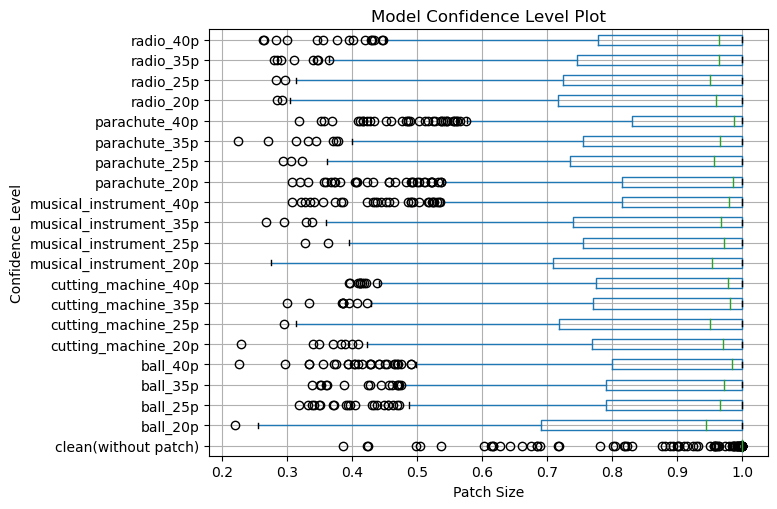 Model Confidence Level Plot
radio_40p
radio_35p
radio_25p
radio_20p
parachute_40p
parachute_35p
parachute_25p
parachute_20p
musical_instrument_40p
musical_instrument_35p
musical_instrument_25p
musical_instrument_20p
cutting_machine_40p
cutting_machine_35p
cutting_machine_25p
cutting_machine_20p
ball_40p
ball_35p
ball_25p
ball_20p
clean(without patch)
Confidence Level
0.2 0.3 0.4 0.5 0.6 0.7 0.8 0.9 1.0
Patch Size